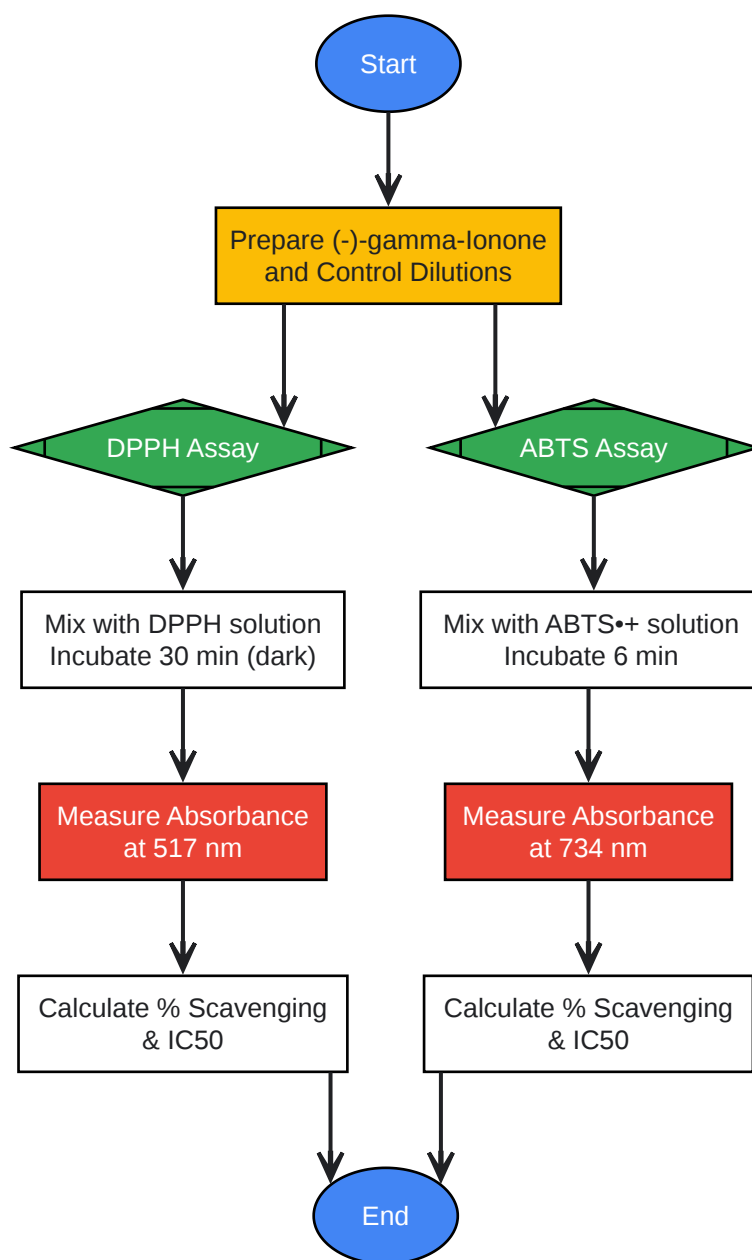 Start
Prepare (-)-gamma-Ionone
and Control Dilutions
DPPH Assay
ABTS Assay
Mix with DPPH solution
Incubate 30 min (dark)
Mix with ABTS•+ solution
Incubate 6 min
Measure Absorbance
at 517 nm
Measure Absorbance
at 734 nm
Calculate % Scavenging
& IC50
Calculate % Scavenging
& IC50
End